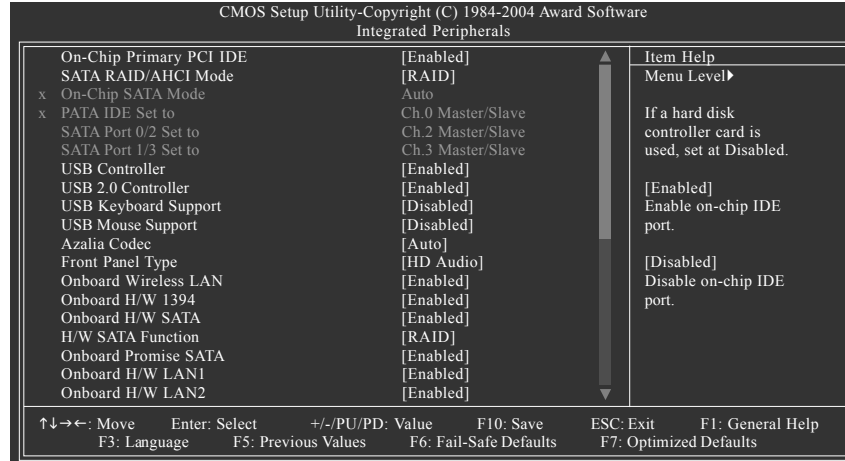 CMOS Setup Utility-Copyright (C) 1984-2004 Award Software
Integrated Peripherals
On-Chip Primary PCI IDE [Enabled]
SATA RAID/AHCI Mode [RAID]
x On-Chip SATA Mode Auto
x PATA IDE Set to Ch.0 Master/Slave
SATA Port 0/2 Set to Ch.2 Master/Slave
SATA Port 1/3 Set to Ch.3 Master/Slave
USB Controller [Enabled]
USB 2.0 Controller [Enabled]
USB Keyboard Support [Disabled]
USB Mouse Support [Disabled]
Azalia Codec [Auto]
Front Panel Type [HD Audio]
Onboard Wireless LAN [Enabled]
Onboard H/W 1394 [Enabled]
Onboard H/W SATA [Enabled]
H/W SATA Function [RAID]
Onboard Promise SATA [Enabled]
Onboard H/W LAN1 [Enabled]
Onboard H/W LAN2 [Enabled]
Item Help
Menu Level▶
If a hard disk
controller card is
used, set at Disabled.
[Enabled]
Enable on-chip IDE
port.
[Disabled]
Disable on-chip IDE
port.
↑↓→←: Move Enter: Select +/-/PU/PD: Value F10: Save ESC: Exit F1: General Help
F3: Language F5: Previous Values F6: Fail-Safe Defaults F7: Optimized Defaults